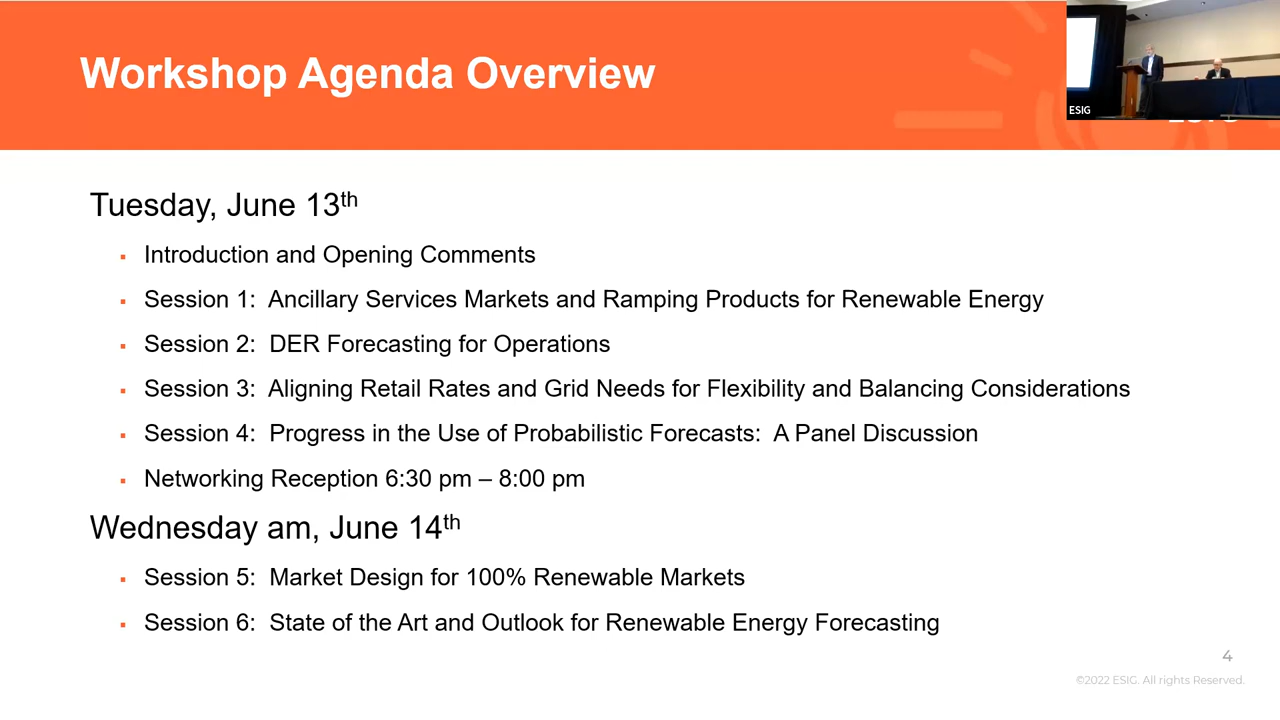 Workshop Agenda Overview
ESIG
Tuesday, June 13th
Introduction and Opening Comments
Session 1: Ancillary Services Markets and Ramping Products for Renewable Energy
Session 2: DER Forecasting for Operations
Session 3: Aligning Retail Rates and Grid Needs for Flexibility and Balancing Considerations
Session 4: Progress in the Use of Probabilistic Forecasts: A Panel Discussion
Networking Reception 6:30 pm – 8:00 pm
Wednesday am, June 14th
Session 5: Market Design for 100% Renewable Markets
Session 6: State of the Art and Outlook for Renewable Energy Forecasting
4
©2022 ESIG. All rights Reserved.